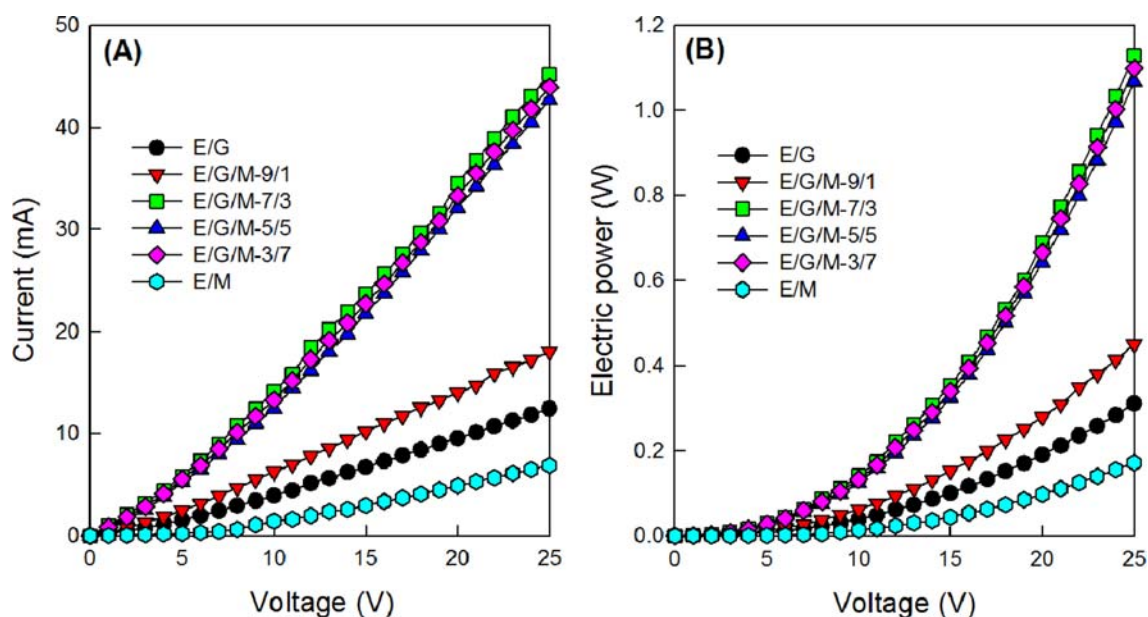 (A)
50
40
30
20
10
0
E/G
E/G/M-9/1
E/G/M-7/3
E/G/M-5/5
E/G/M-3/7
E/M
Current (mA)
0 5 10 15 20 25
Voltage (V)
(B)
1.2
1.0
0.8
0.6
0.4
0.2
0.0
E/G
E/G/M-9/1
E/G/M-7/3
E/G/M-5/5
E/G/M-3/7
E/M
Electric power (W)
0 5 10 15 20 25
Voltage (V)